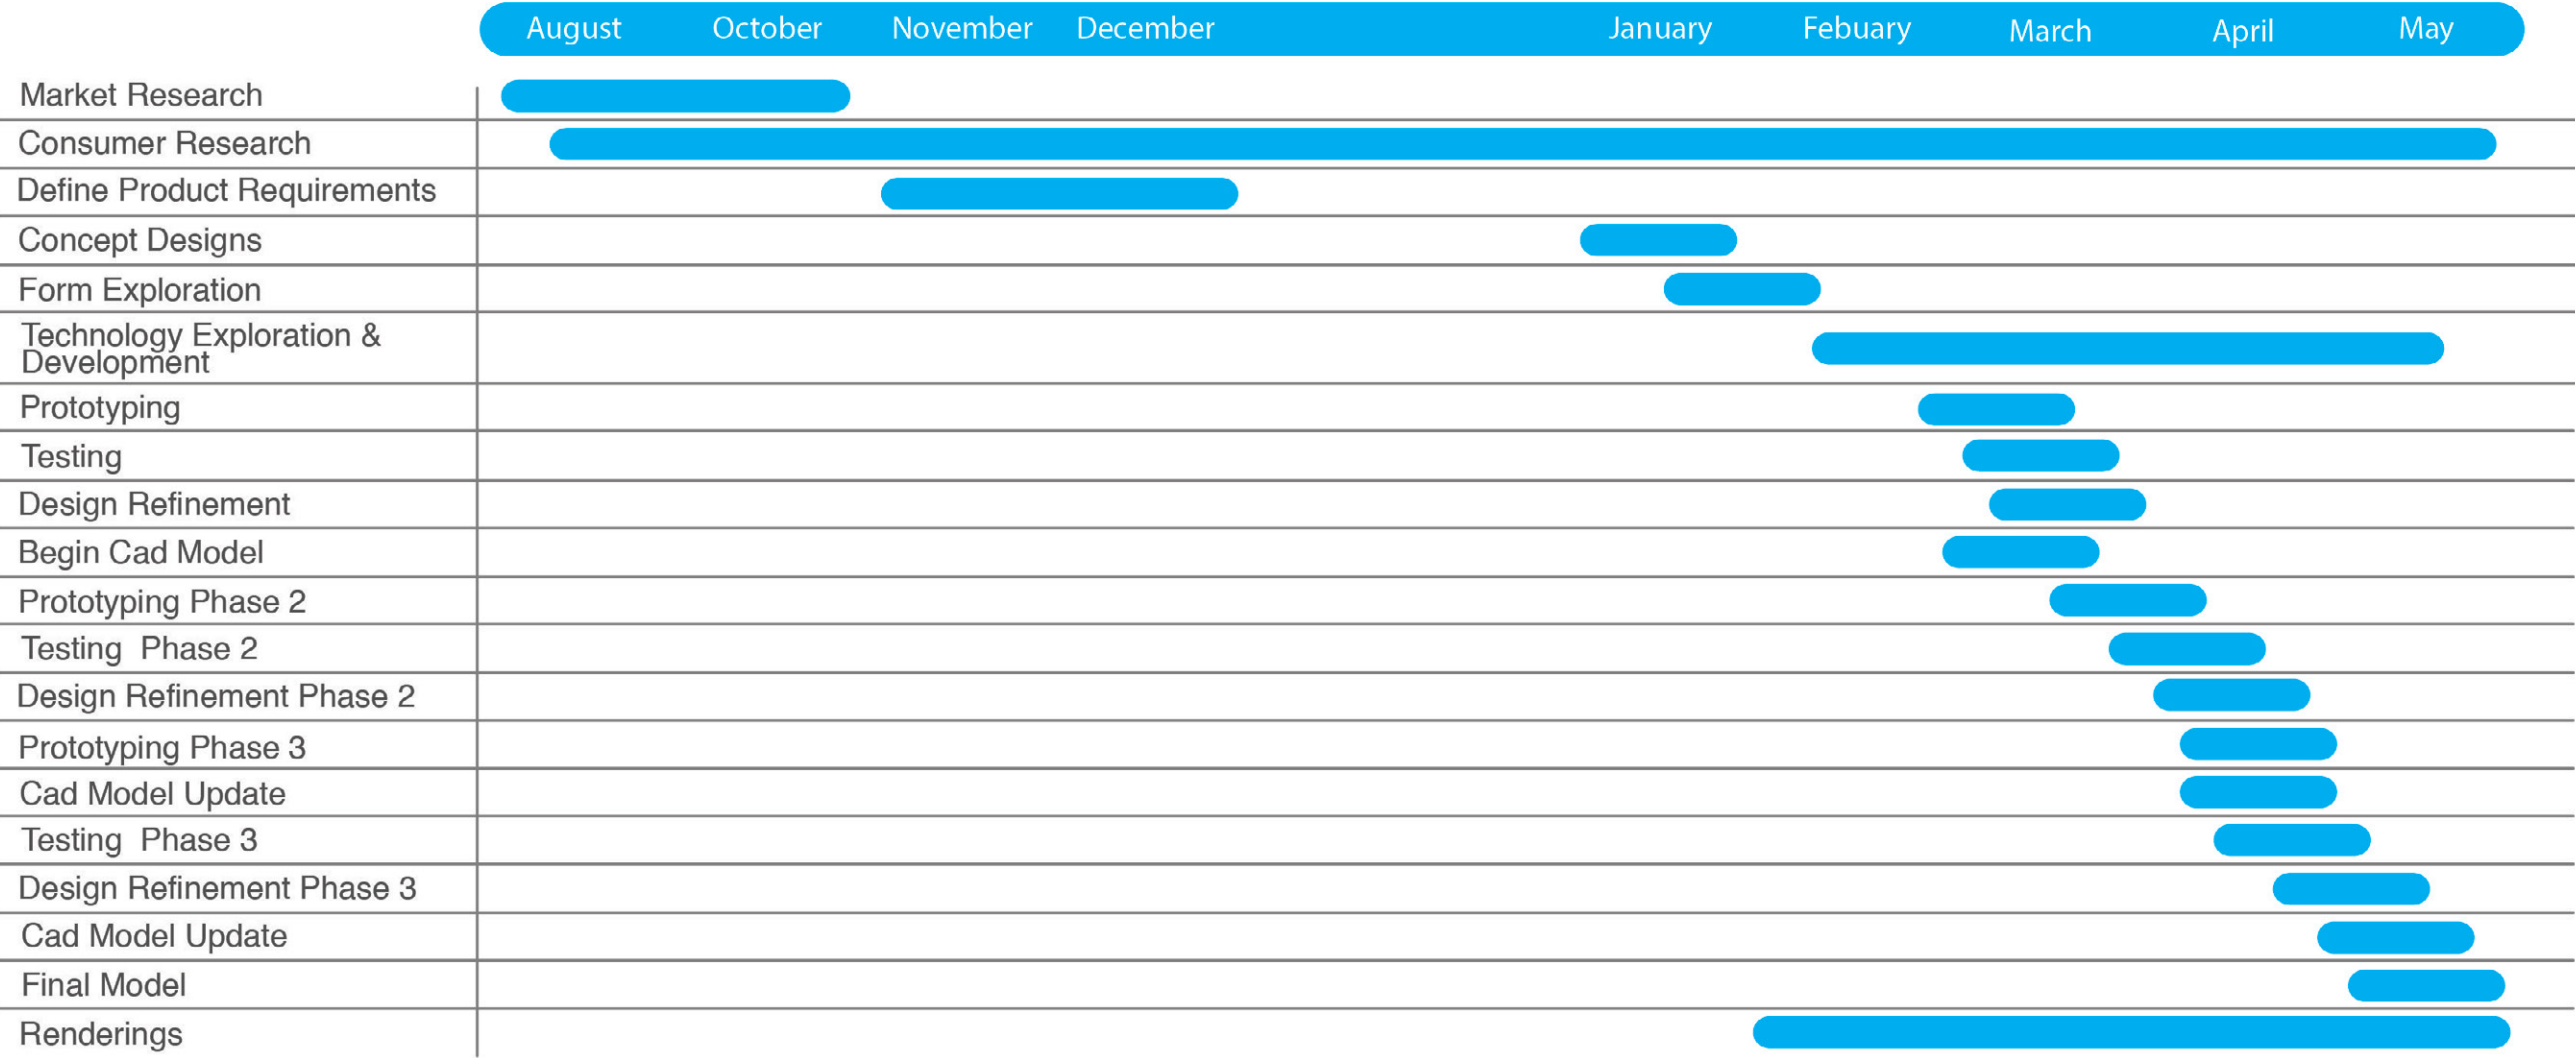 August October November December January Febuary March April May
Market Research
Consumer Research
Define Product Requirements
Concept Designs
Form Exploration
Technology Exploration &
Development
Prototyping
Testing
Design Refinement
Begin Cad Model
Prototyping Phase 2
Testing  Phase 2
Design Refinement Phase 2
Prototyping Phase 3
Cad Model Update
Testing  Phase 3
Design Refinement Phase 3
Cad Model Update
Final Model
Renderings